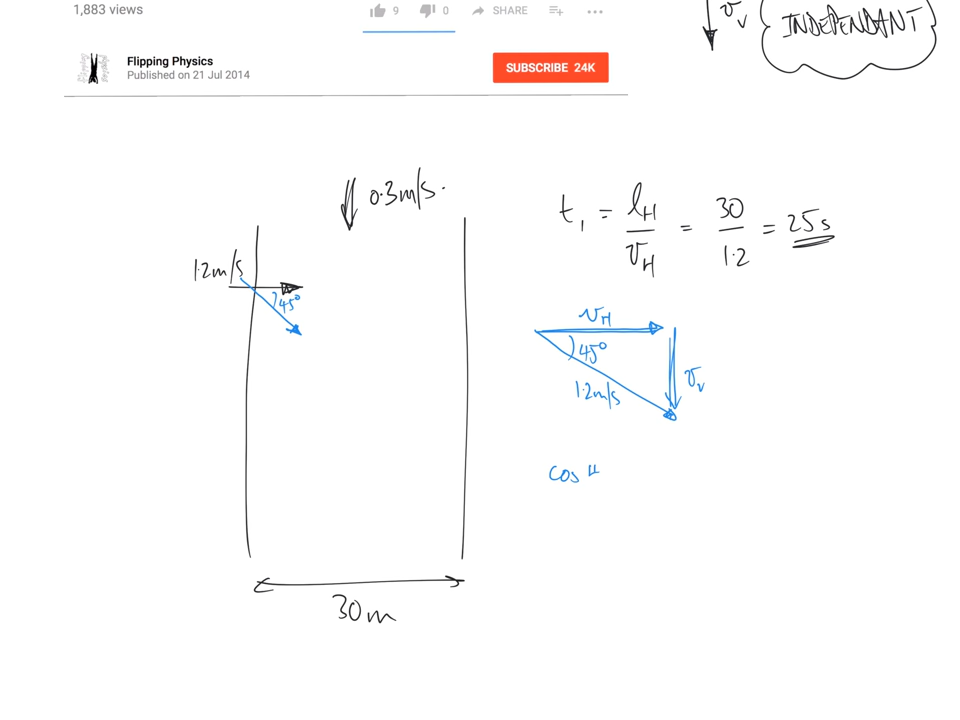 1,883 views
9 0 SHARE
v_v INDEPENDANT
Flipping Physics
Published on 21 Jul 2014
SUBSCRIBE 24K
0.3m/s.
t₁ = l_H / v_H = 30 / 1.2 = 25s
1.2m/s
45°
v_H
45°
1.2m/s
v_v
cos 4
30m